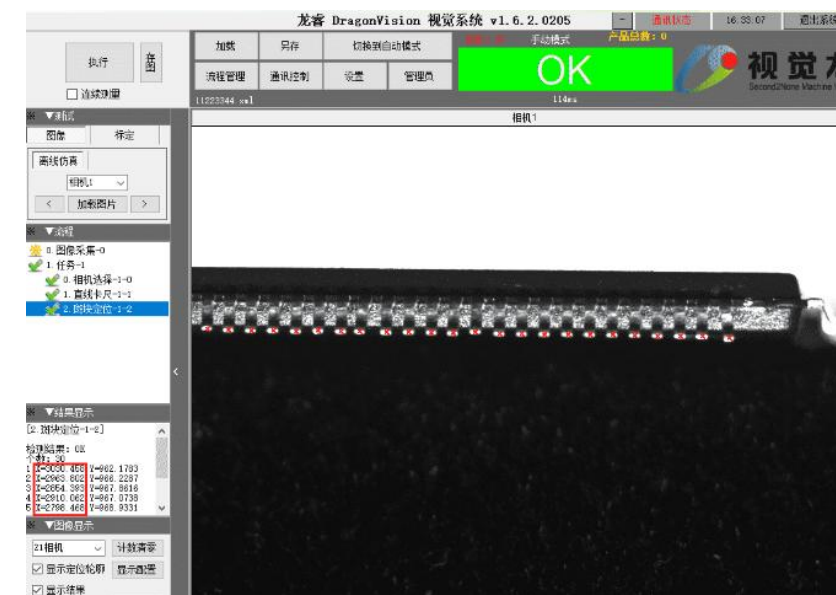 龙睿 DragonVision 视觉系统 v1.6.2.0205
-
通讯状态
16:33:07
退出系统
执行
存图
连续测量
加载
另存
切换到自动模式
流程管理
通讯控制
设置
管理员
11223344.xml
手动模式
产品总数: 0
OK
114ms
视觉
Second2None Machine
▼测试
图像
标定
离线仿真
相机1
<
加载图片
>
▼流程
0.图像采集-0
1.任务-1
0.相机选择-1-0
1.直线卡尺-1-1
2.斑块定位-1-2
▼结果显示
[2.斑块定位-1-2]
检测结果: OK
个数: 30
1 X=3030.458 Y=962.1783
2 X=2963.802 Y=966.2287
3 X=2854.393 Y=967.8616
4 X=2910.062 Y=967.0738
5 X=2798.468 Y=968.9331
▼图像显示
21相机
计数清零
显示定位轮廓
显示配置
显示结果
相机1